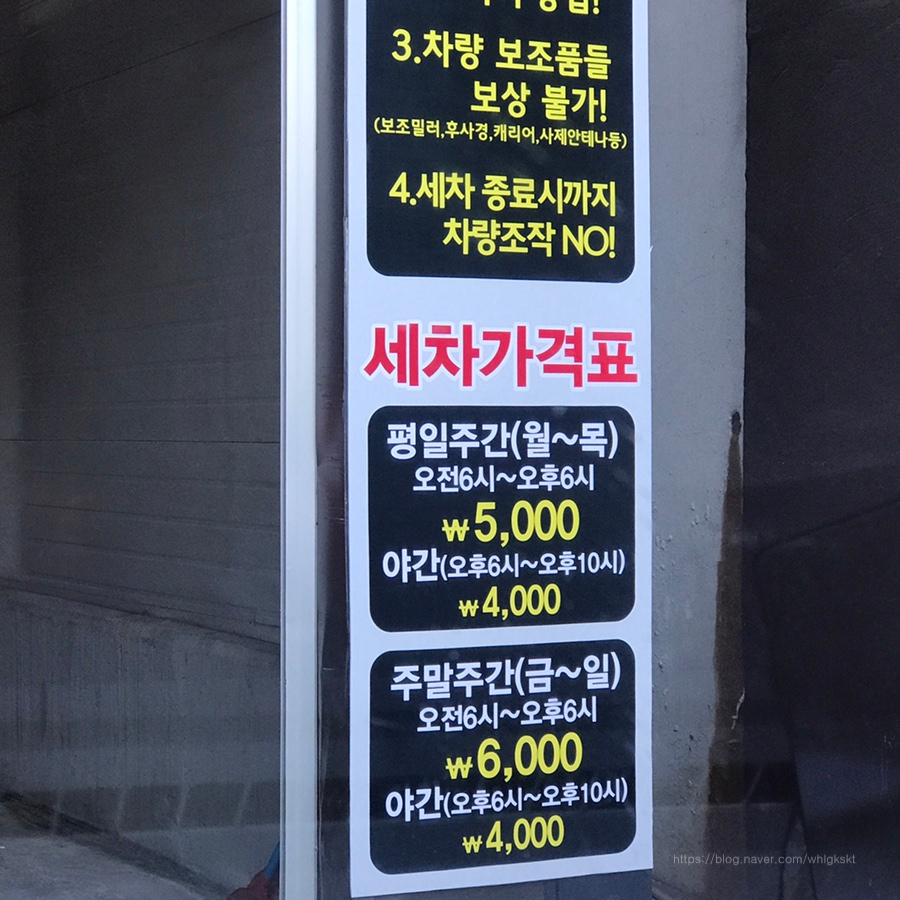 3.차량 보조품들
보상 불가!
(보조밀러,후사경,캐리어,사제안테나등)
4.세차 종료시까지
차량조작 NO!
세차가격표
평일주간(월~목)
오전6시~오후6시
₩5,000
야간(오후6시~오후10시)
₩4,000
주말주간(금~일)
오전6시~오후6시
₩6,000
야간(오후6시~오후10시)
₩4,000
https://blog.naver.com/whlgkskt